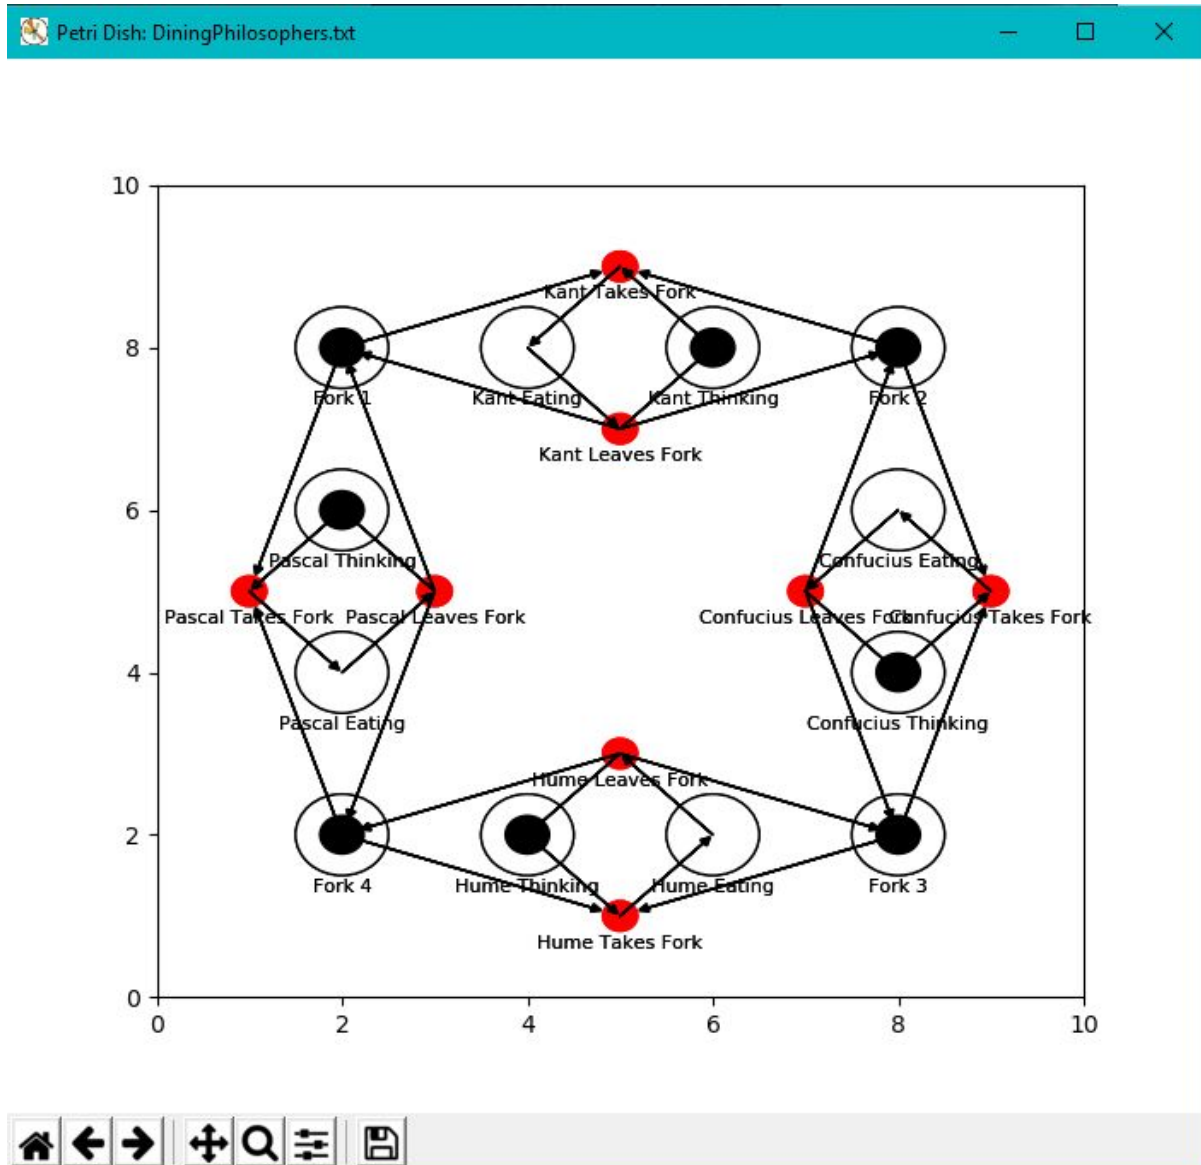 Petri Dish: DiningPhilosophers.txt
10
Kant Takes Fork
8
Fork 1
Kant Eating
Kant Thinking
Fork 2
Kant Leaves Fork
6
Pascal Thinking
Confucius Eating
Pascal Takes Fork
Pascal Leaves Fork
Confucius Leaves Fork
Confucius Takes Fork
4
Pascal Eating
Confucius Thinking
Hume Leaves Fork
2
Fork 4
Hume Thinking
Hume Eating
Fork 3
Hume Takes Fork
0
0 2 4 6 8 10